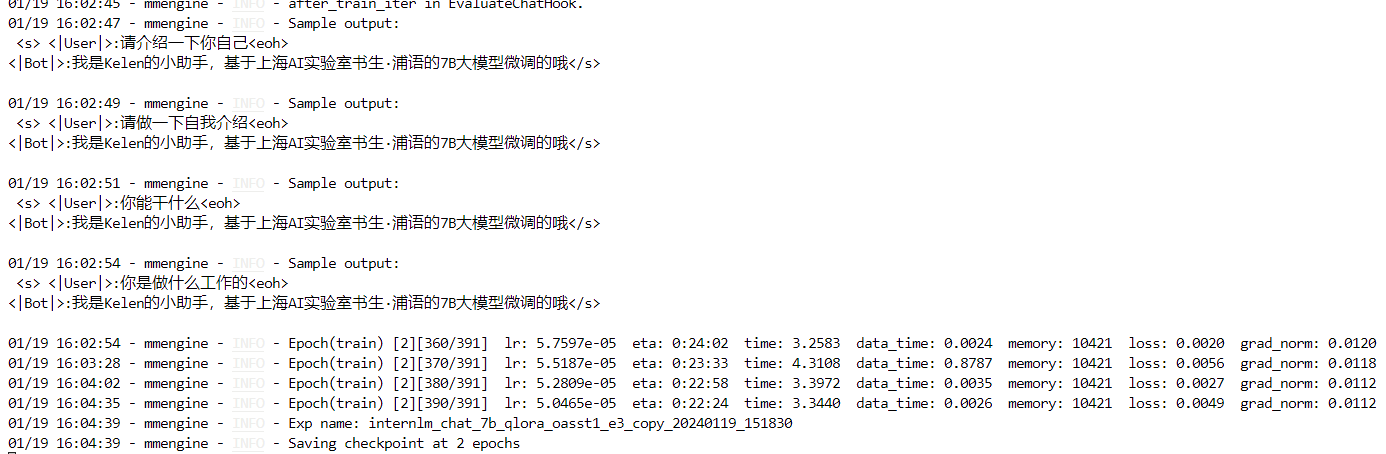 01/19 16:02:45 - mmengine - INFO - after_train_iter in EvaluateChatHook.
01/19 16:02:47 - mmengine - INFO - Sample output:
<s> <|User|>:请介绍一下你自己<eoh>
<|Bot|>:我是Kelen的小助手，基于上海AI实验室书生·浦语的7B大模型微调的哦</s>
01/19 16:02:49 - mmengine - INFO - Sample output:
<s> <|User|>:请做一下自我介绍<eoh>
<|Bot|>:我是Kelen的小助手，基于上海AI实验室书生·浦语的7B大模型微调的哦</s>
01/19 16:02:51 - mmengine - INFO - Sample output:
<s> <|User|>:你能干什么<eoh>
<|Bot|>:我是Kelen的小助手，基于上海AI实验室书生·浦语的7B大模型微调的哦</s>
01/19 16:02:54 - mmengine - INFO - Sample output:
<s> <|User|>:你是做什么工作的<eoh>
<|Bot|>:我是Kelen的小助手，基于上海AI实验室书生·浦语的7B大模型微调的哦</s>
01/19 16:02:54 - mmengine - INFO - Epoch(train) [2][360/391] lr: 5.7597e-05 eta: 0:24:02 time: 3.2583 data_time: 0.0024 memory: 10421 loss: 0.0020 grad_norm: 0.0120
01/19 16:03:28 - mmengine - INFO - Epoch(train) [2][370/391] lr: 5.5187e-05 eta: 0:23:33 time: 4.3108 data_time: 0.8787 memory: 10421 loss: 0.0056 grad_norm: 0.0118
01/19 16:04:02 - mmengine - INFO - Epoch(train) [2][380/391] lr: 5.2809e-05 eta: 0:22:58 time: 3.3972 data_time: 0.0035 memory: 10421 loss: 0.0027 grad_norm: 0.0112
01/19 16:04:35 - mmengine - INFO - Epoch(train) [2][390/391] lr: 5.0465e-05 eta: 0:22:24 time: 3.3440 data_time: 0.0026 memory: 10421 loss: 0.0049 grad_norm: 0.0112
01/19 16:04:39 - mmengine - INFO - Exp name: internlm_chat_7b_qlora_oasst1_e3_copy_20240119_151830
01/19 16:04:39 - mmengine - INFO - Saving checkpoint at 2 epochs